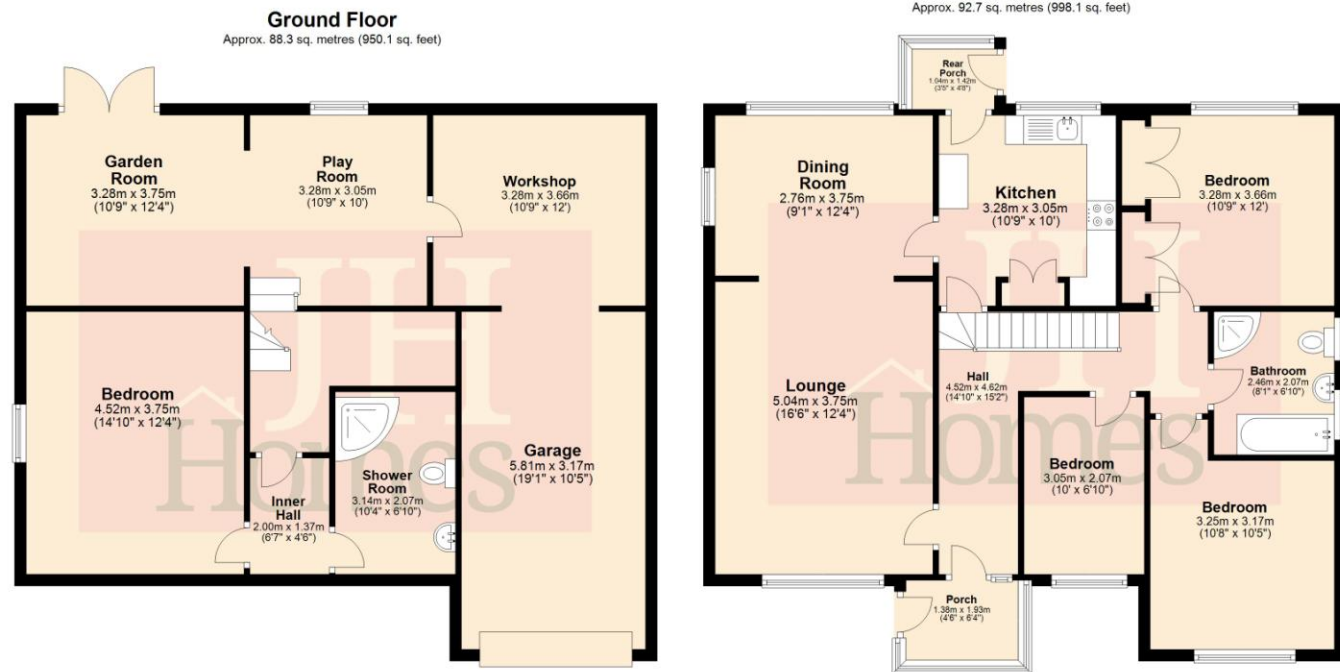 Ground Floor
Approx. 88.3 sq. metres (950.1 sq. feet)
Garden
Room
3.28m x 3.75m
(10'9" x 12'4")
Play
Room
3.28m x 3.05m
(10'9" x 10')
Workshop
3.28m x 3.66m
(10'9" x 12')
Bedroom
4.52m x 3.75m
(14'10" x 12'4")
Inner
Hall
2.00m x 1.37m
(6'7" x 4'6")
Shower
Room
3.14m x 2.07m
(10'4" x 6'10")
Garage
5.81m x 3.17m
(19'1" x 10'5")
JH
Homes
Approx. 92.7 sq. metres (998.1 sq. feet)
Rear
Porch
1.04m x 1.42m
(3'5" x 4'8")
Dining
Room
2.76m x 3.75m
(9'1" x 12'4")
Kitchen
3.28m x 3.05m
(10'9" x 10')
Bedroom
3.28m x 3.66m
(10'9" x 12')
Lounge
5.04m x 3.75m
(16'6" x 12'4")
Hall
4.52m x 4.62m
(14'10" x 15'2")
Bathroom
2.46m x 2.07m
(8'1" x 6'10")
Bedroom
3.05m x 2.07m
(10' x 6'10")
Bedroom
3.25m x 3.17m
(10'8" x 10'5")
Porch
1.38m x 1.93m
(4'6" x 6'4")
JH
Homes